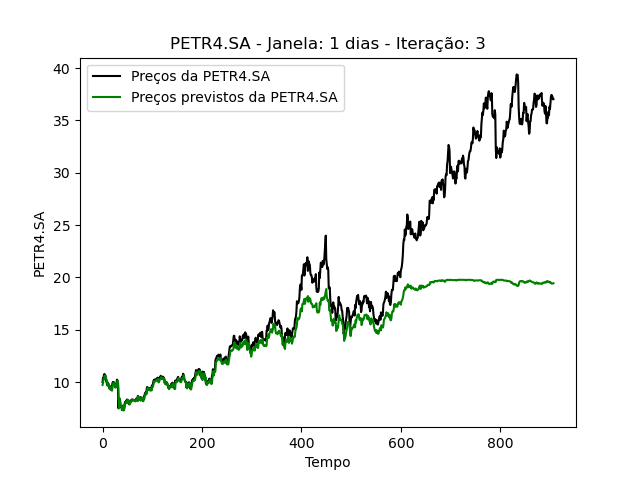 PETR4.SA - Janela: 1 dias - Iteração: 3
Preços da PETR4.SA
Preços previstos da PETR4.SA
PETR4.SA
40
35
30
25
20
15
10
0 200 400 600 800
Tempo